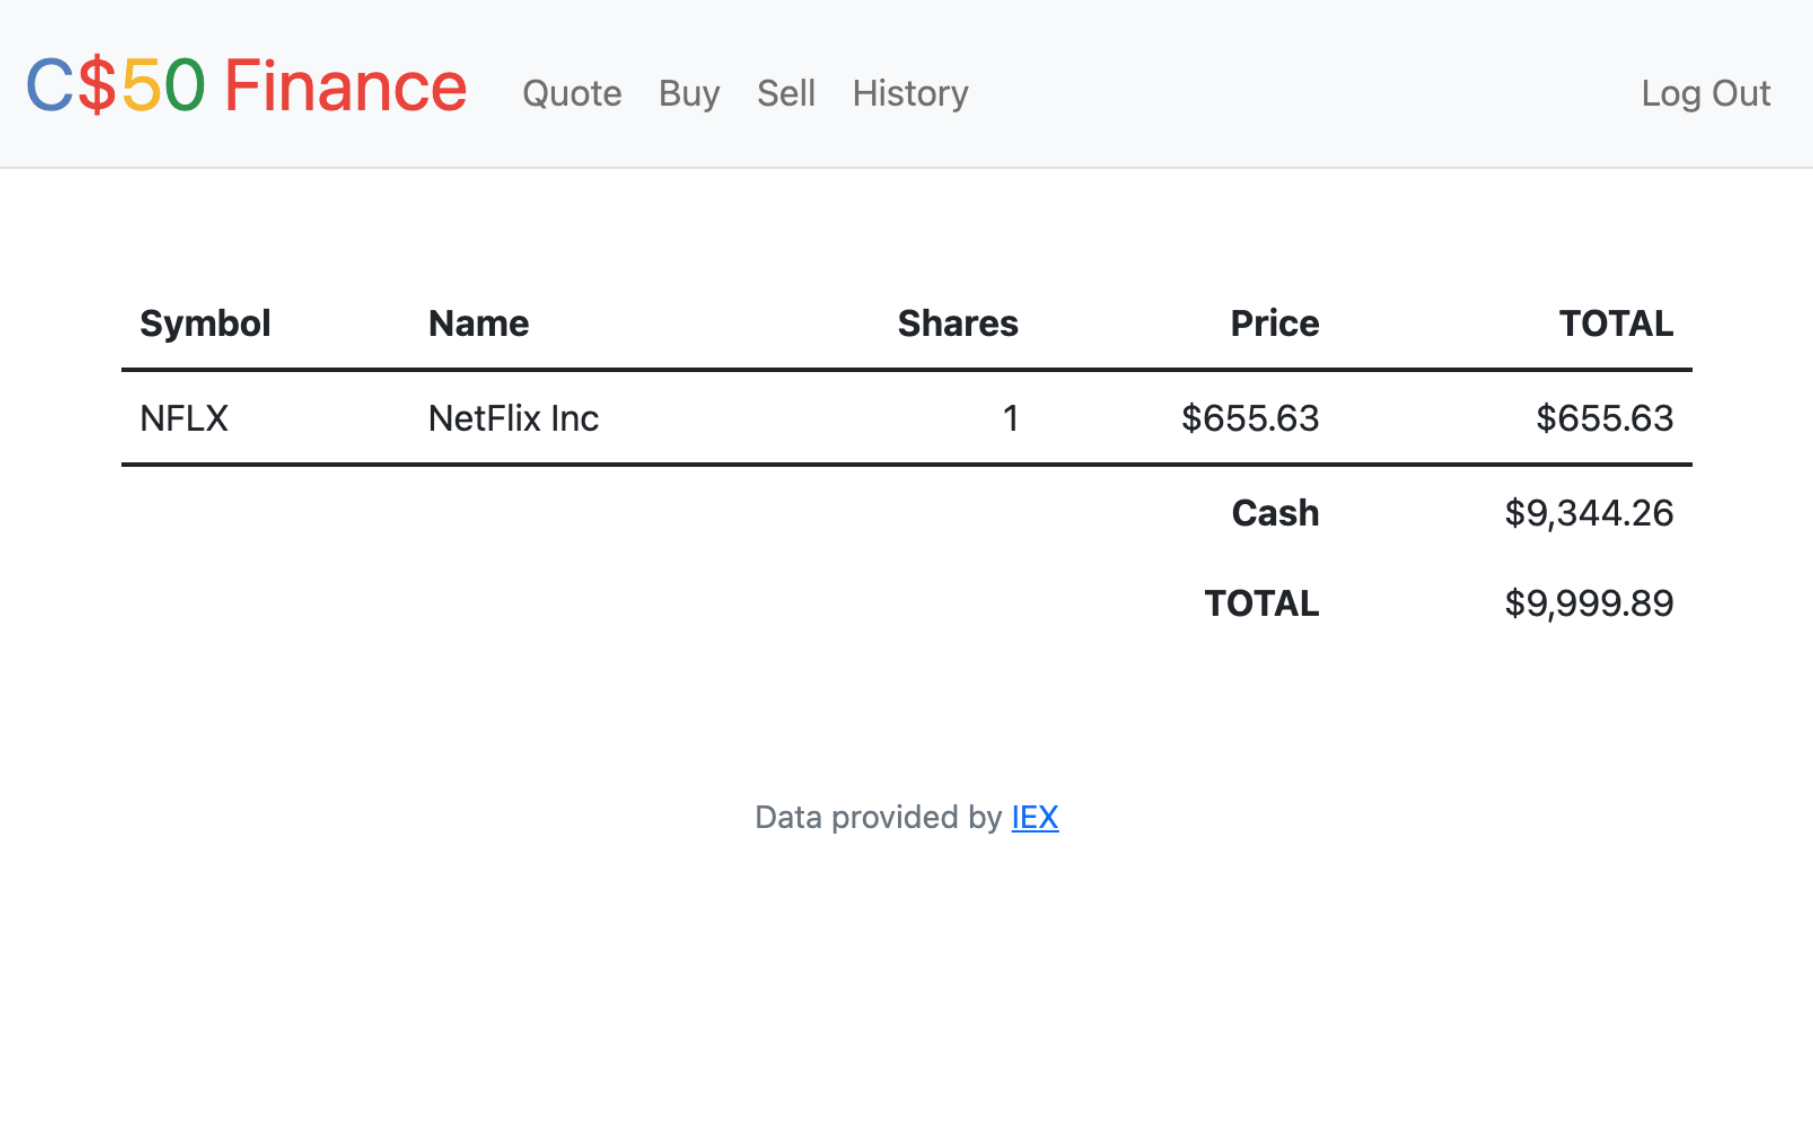 C$50 Finance Quote Buy Sell History Log Out
Symbol Name Shares Price TOTAL
NFLX NetFlix Inc 1 $655.63 $655.63
Cash $9,344.26
TOTAL $9,999.89
Data provided by IEX